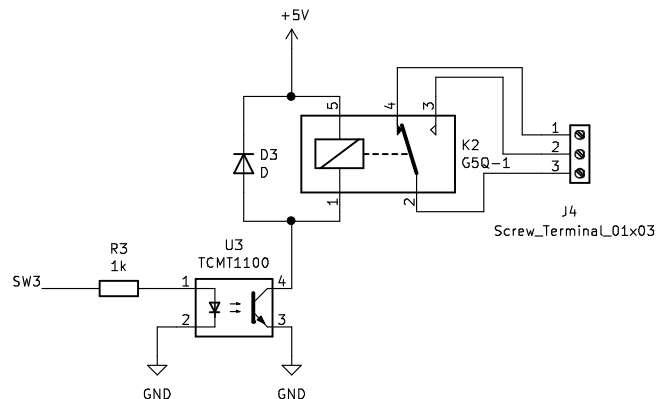 +5V
5
4
3
1
2
3
D3
D
K2
G5Q-1
1
2
J4
Screw_Terminal_01x03
R3
1k
U3
TCMT1100
SW3
1
4
2
3
GND
GND